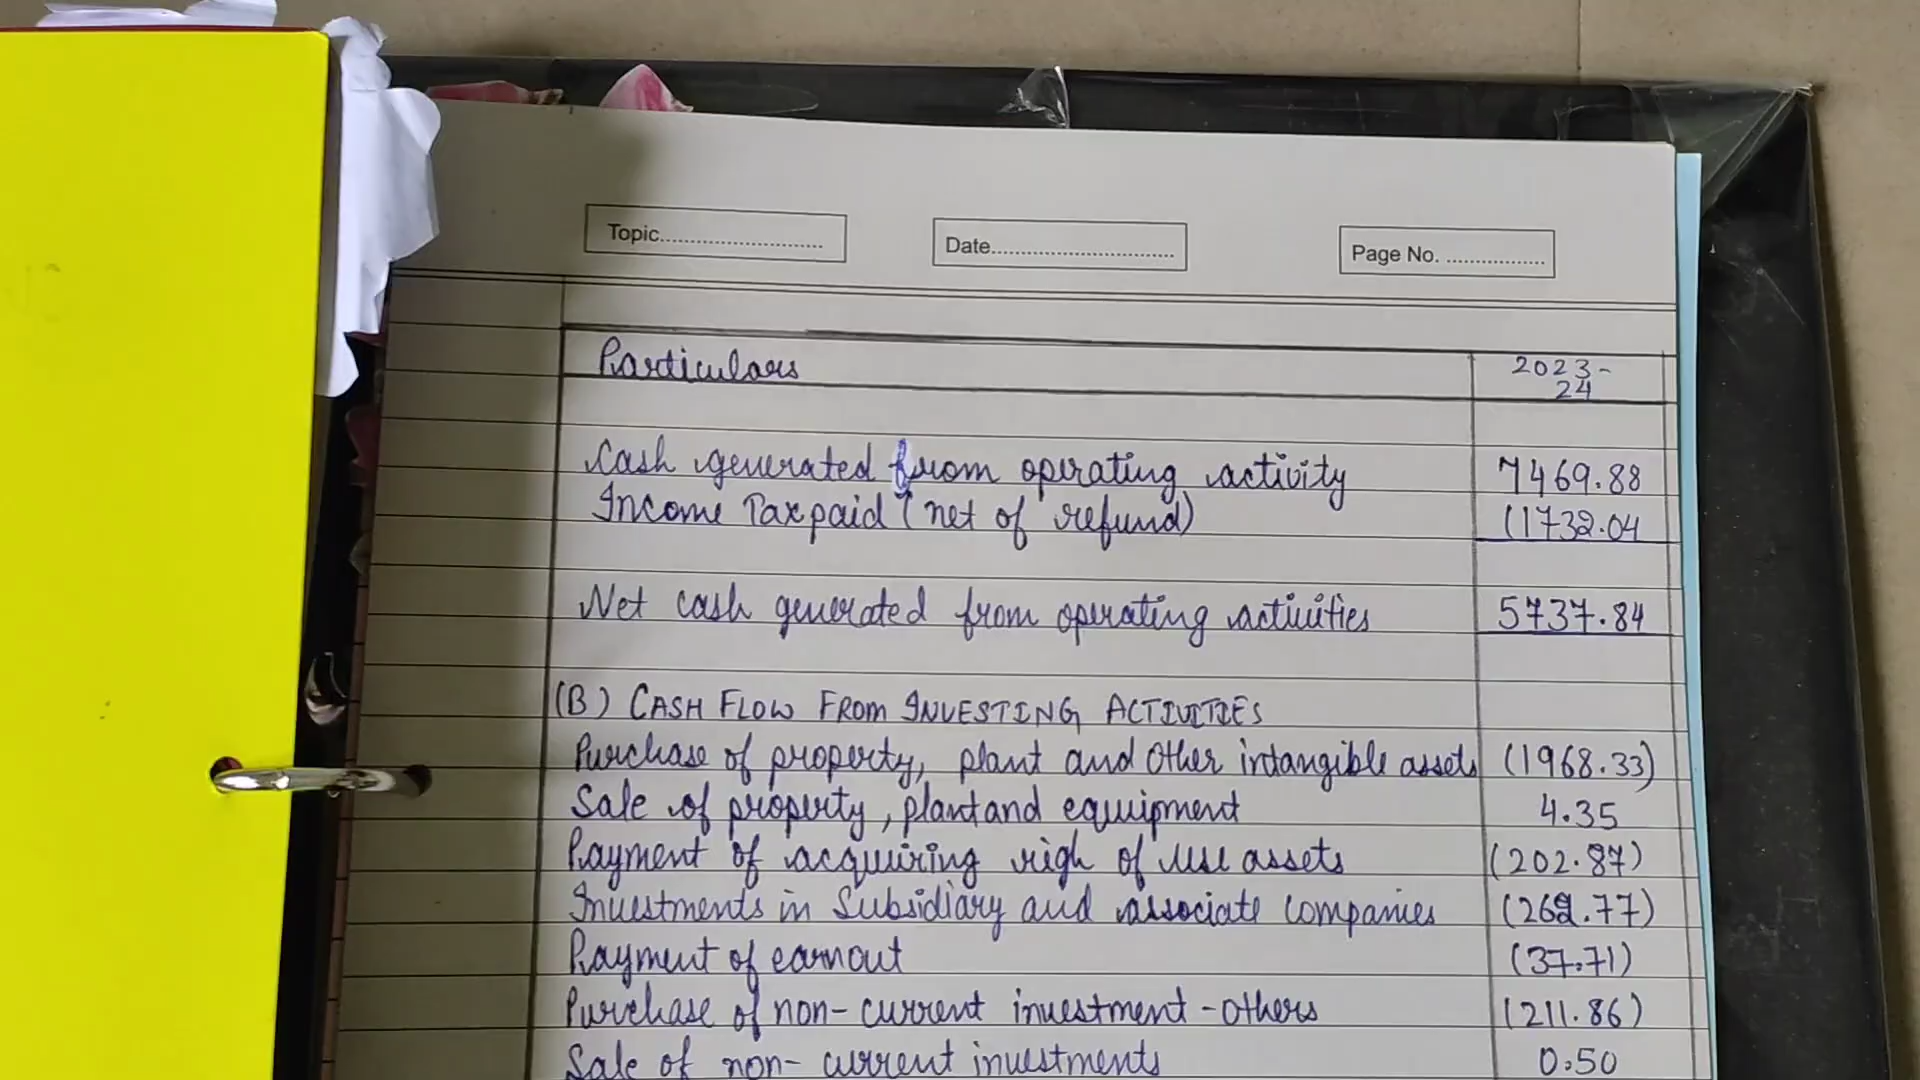 Topic............................
Date................................
Page No. .................
Particulars 2023-
24
Cash generated from operating activity 7469.88
Income Tax paid (net of refund) (1732.04
Net cash generated from operating activities 5737.84
(B) CASH FLOW FROM INVESTING ACTIVITIES
Purchase of property, plant and other intangible assets (1968.33)
Sale of property, plant and equipment 4.35
Payment of acquiring righ of use assets (202.87)
Investments in Subsidiary and associate companies (262.77)
Payment of earnout (37.71)
Purchase of non-current investment - others (211.86)
Sale of non-current investments 0.50